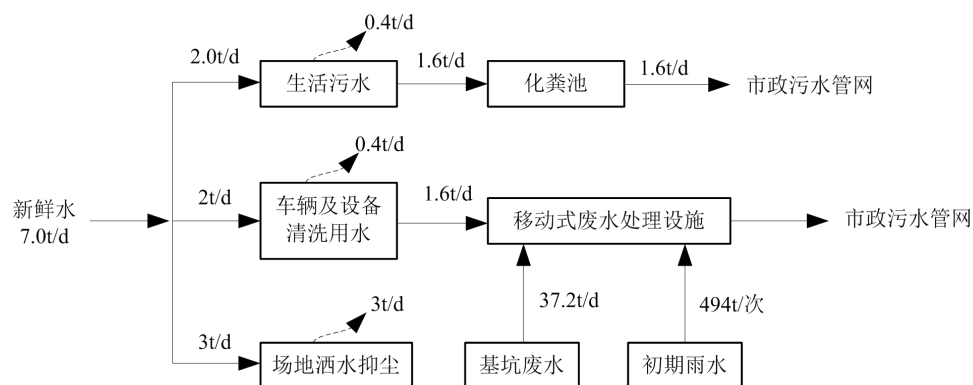 0.4t/d
2.0t/d
生活污水
1.6t/d
化粪池
1.6t/d
市政污水管网
0.4t/d
新鲜水
7.0t/d
2t/d
车辆及设备
清洗用水
1.6t/d
移动式废水处理设施
市政污水管网
3t/d
37.2t/d
494t/次
3t/d
场地洒水抑尘
基坑废水
初期雨水